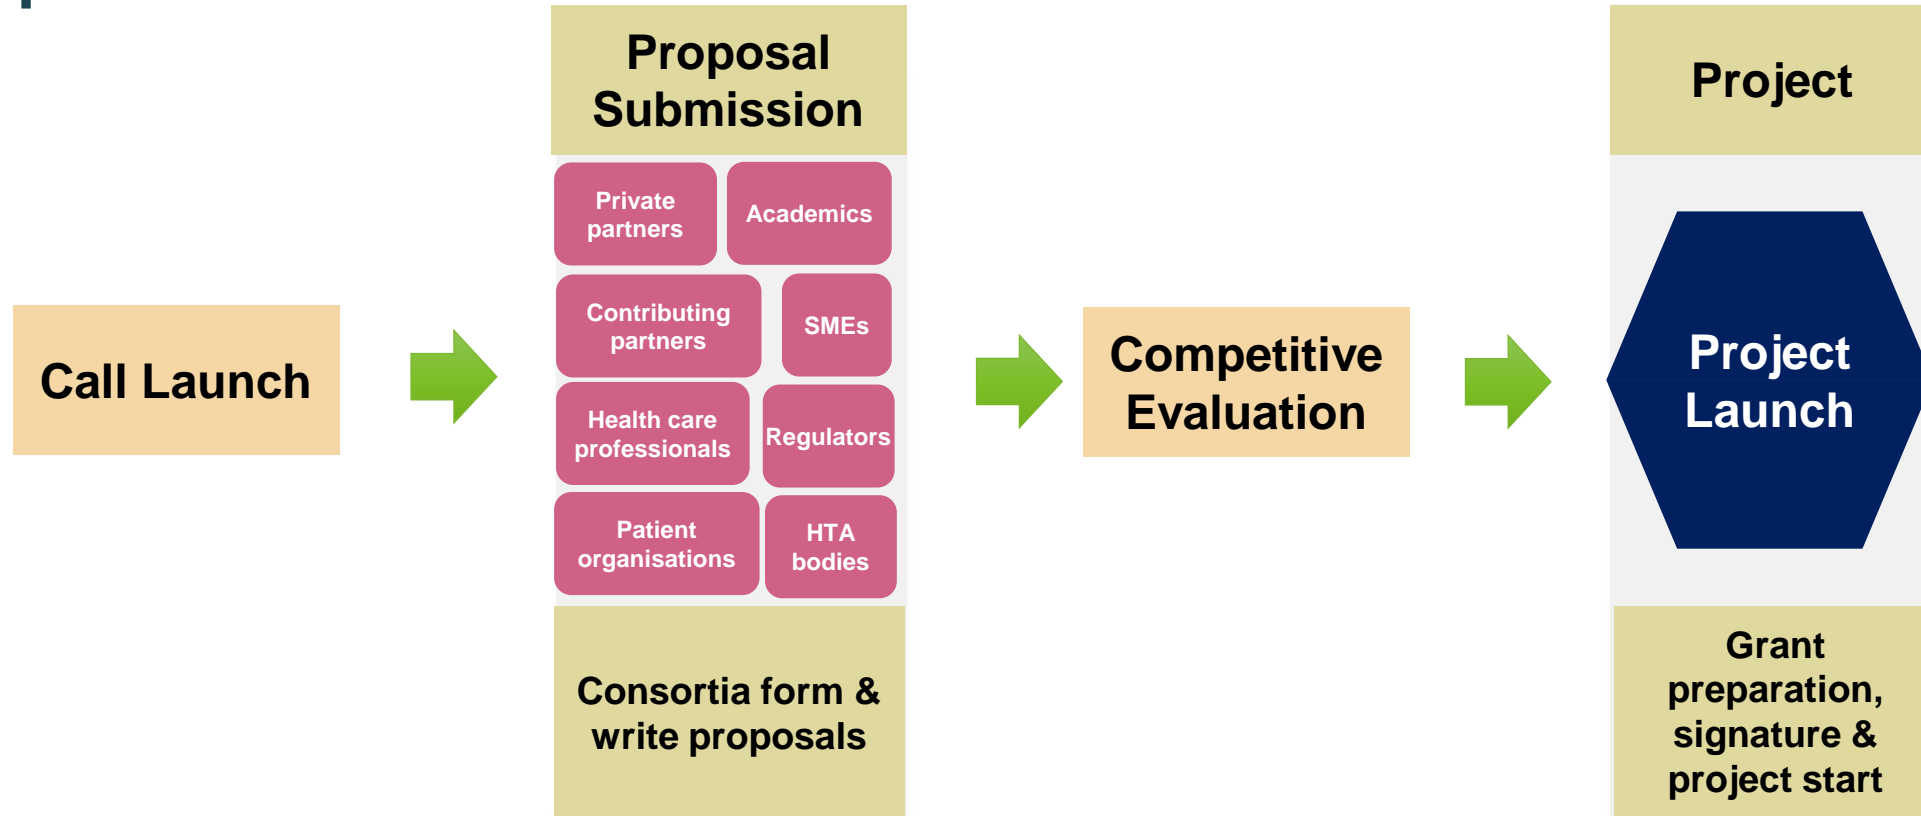 Call Launch
Proposal
Submission
Private
partners
Academics
Contributing
partners
SMEs
Health care
professionals
Regulators
Patient
organisations
HTA
bodies
Consortia form &
write proposals
Competitive
Evaluation
Project
Project
Launch
Grant
preparation,
signature &
project start